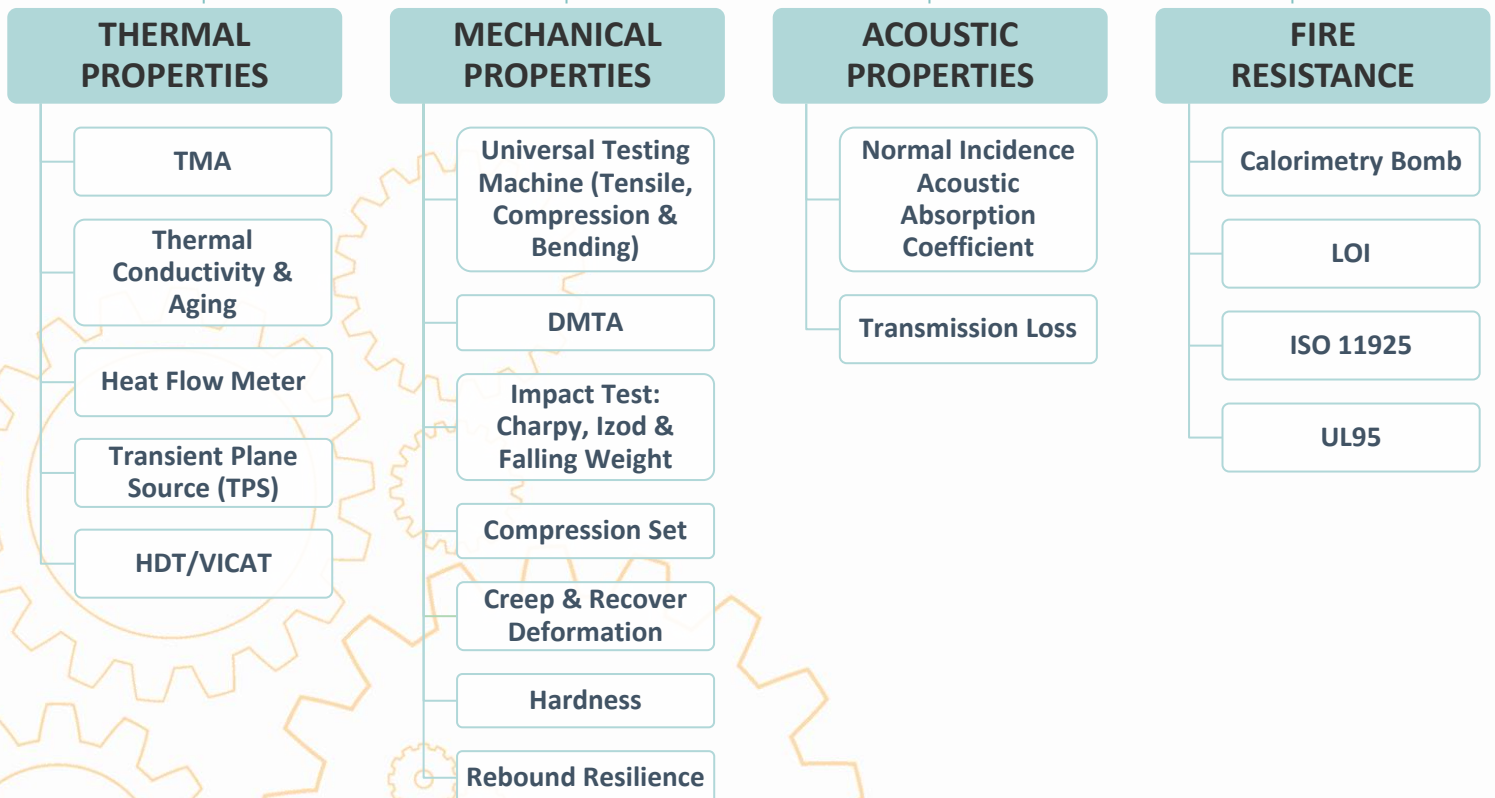 THERMAL
PROPERTIES
TMA
Thermal
Conductivity &
Aging
Heat Flow Meter
Transient Plane
Source (TPS)
HDT/VICAT
MECHANICAL
PROPERTIES
Universal Testing
Machine (Tensile,
Compression &
Bending)
DMTA
Impact Test:
Charpy, Izod &
Falling Weight
Compression Set
Creep & Recover
Deformation
Hardness
Rebound Resilience
ACOUSTIC
PROPERTIES
Normal Incidence
Acoustic
Absorption
Coefficient
Transmission Loss
FIRE
RESISTANCE
Calorimetry Bomb
LOI
ISO 11925
UL95